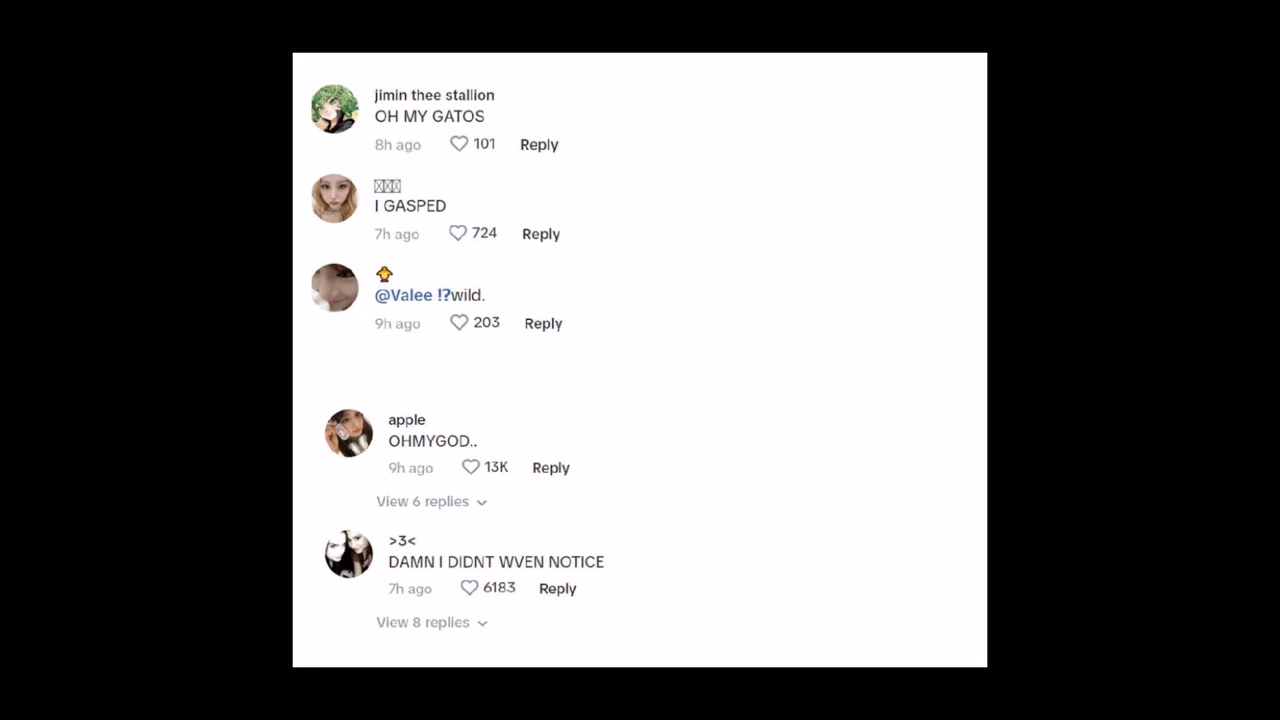 jimin thee stallion
OH MY GATOS
8h ago 101 Reply
I GASPED
7h ago 724 Reply
@Valee !?wild.
9h ago 203 Reply
apple
OHMYGOD..
9h ago 13K Reply
View 6 replies
>3<
DAMN I DIDNT WVEN NOTICE
7h ago 6183 Reply
View 8 replies